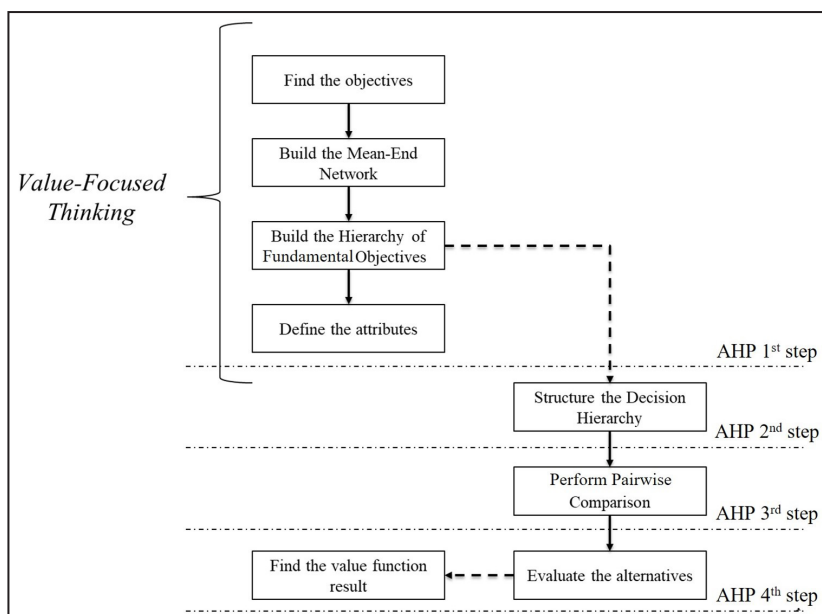 Find the objectives
Build the Mean-End
Network
Value-Focused
Thinking
Build the Hierarchy of
Fundamental Objectives
Define the attributes
AHP 1st step
Structure the Decision
Hierarchy
AHP 2nd step
Perform Pairwise
Comparison
AHP 3rd step
Find the value function
result
Evaluate the alternatives
AHP 4th step